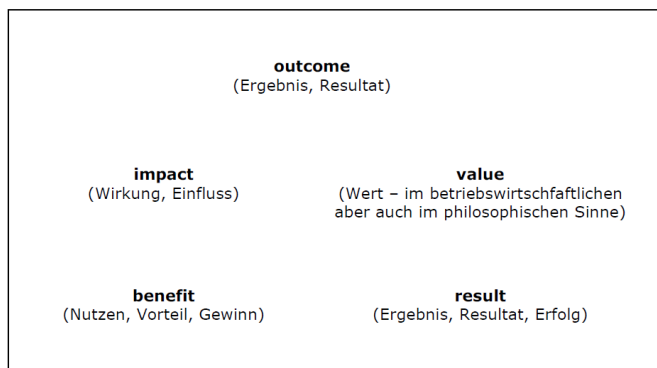 outcome
(Ergebnis, Resultat)
impact
(Wirkung, Einfluss)
value
(Wert – im betriebswirtschfaftlichen
aber auch im philosophischen Sinne)
benefit
(Nutzen, Vorteil, Gewinn)
result
(Ergebnis, Resultat, Erfolg)